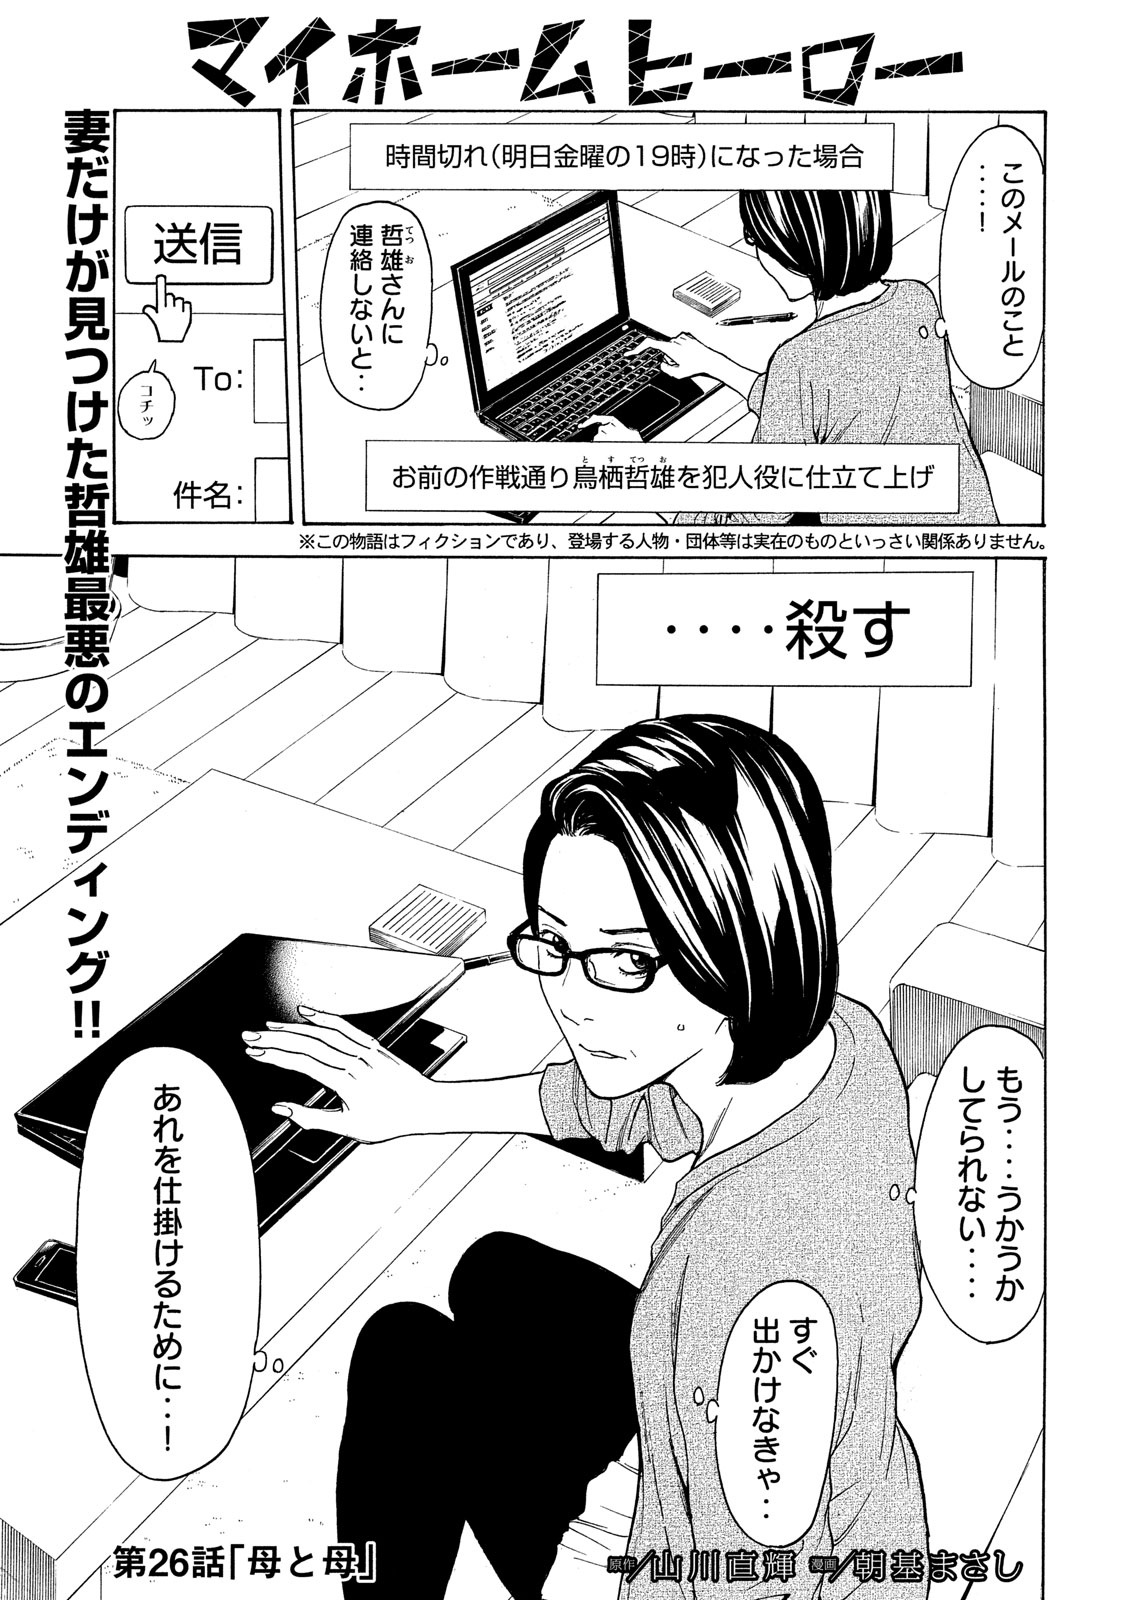 マイホームヒーロー
妻だけが見つけた哲雄最悪のエンディング!!
時間切れ(明日金曜の19時)になった場合
このメールのこと
‥‥!
哲雄さんに
てつお
連絡しないと‥
お前の作戦通り鳥栖哲雄を犯人役に仕立て上げ
とすてつお
送信
コチッ
To:
件名:
※この物語はフィクションであり、登場する人物・団体等は実在のものといっさい関係ありません。
‥‥殺す
もう‥‥うかうか
してられない‥‥
すぐ
出かけなきゃ‥
あれを仕掛けるために‥!
第26話「母と母」
原作/山川直輝 漫画/朝基まさし